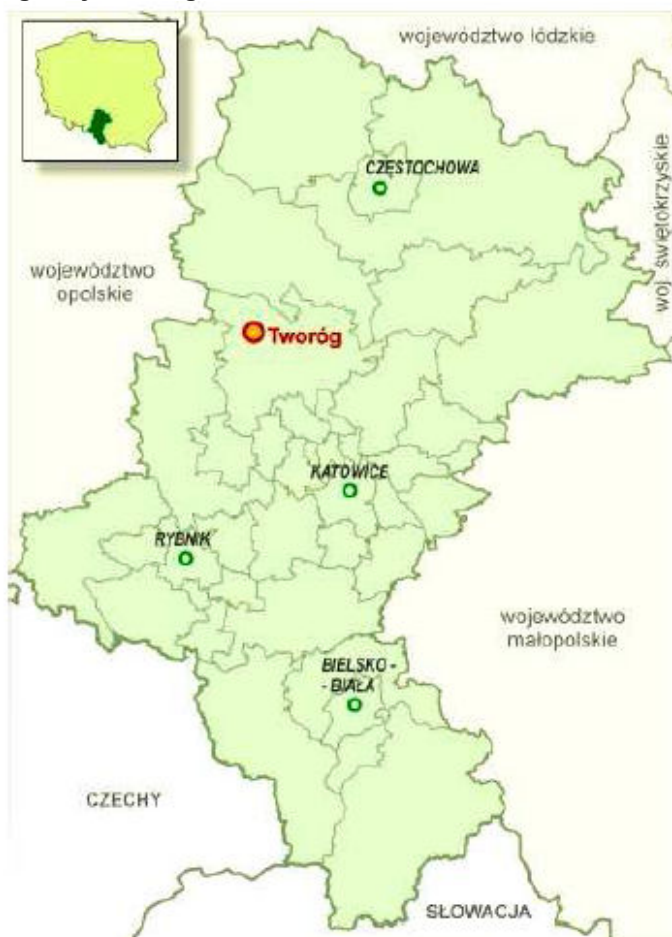 województwo łódzkie
CZĘSTOCHOWA
woj. świętokrzyskie
województwo
opolskie
Tworóg
KATOWICE
RYBNIK
województwo
małopolskie
BIELSKO -
- BIAŁA
CZECHY
SŁOWACJA